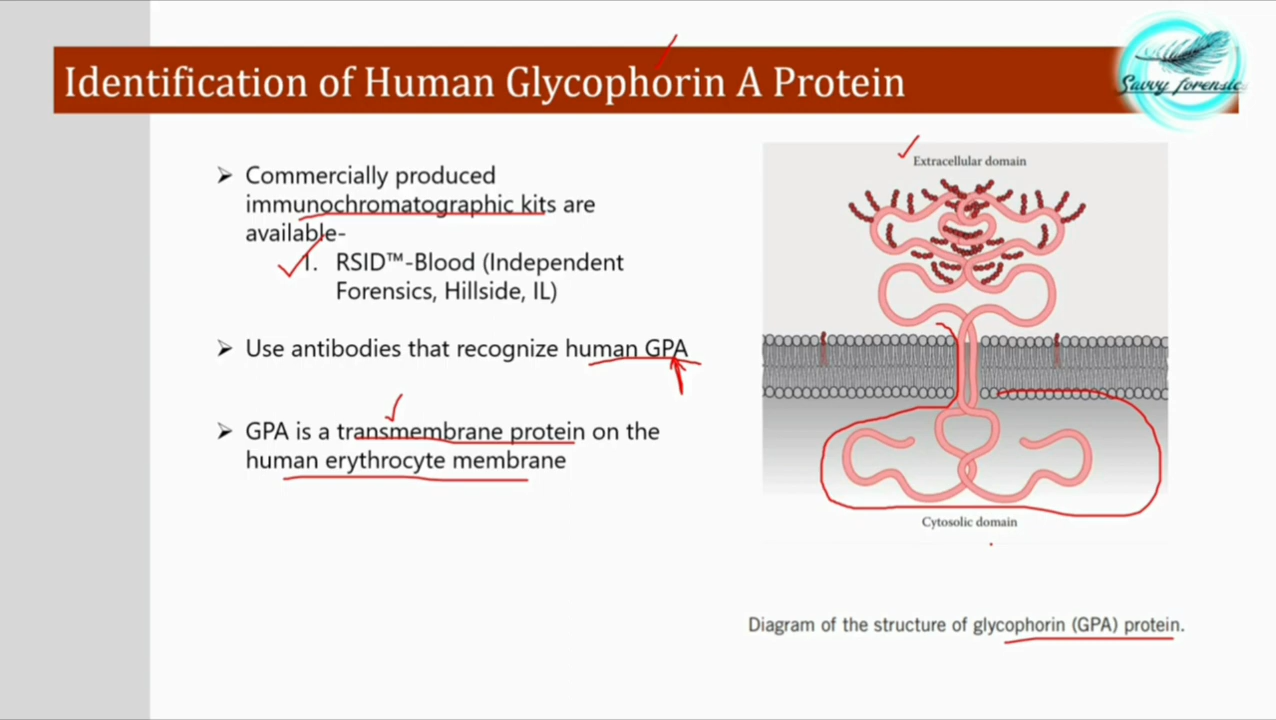 Identification of Human Glycophorin A Protein
Savvy forensics
➢ Commercially produced
immunochromatographic kits are
available-
1. RSID™-Blood (Independent
Forensics, Hillside, IL)
➢ Use antibodies that recognize human GPA
➢ GPA is a transmembrane protein on the
human erythrocyte membrane
Extracellular domain
Cytosolic domain
Diagram of the structure of glycophorin (GPA) protein.